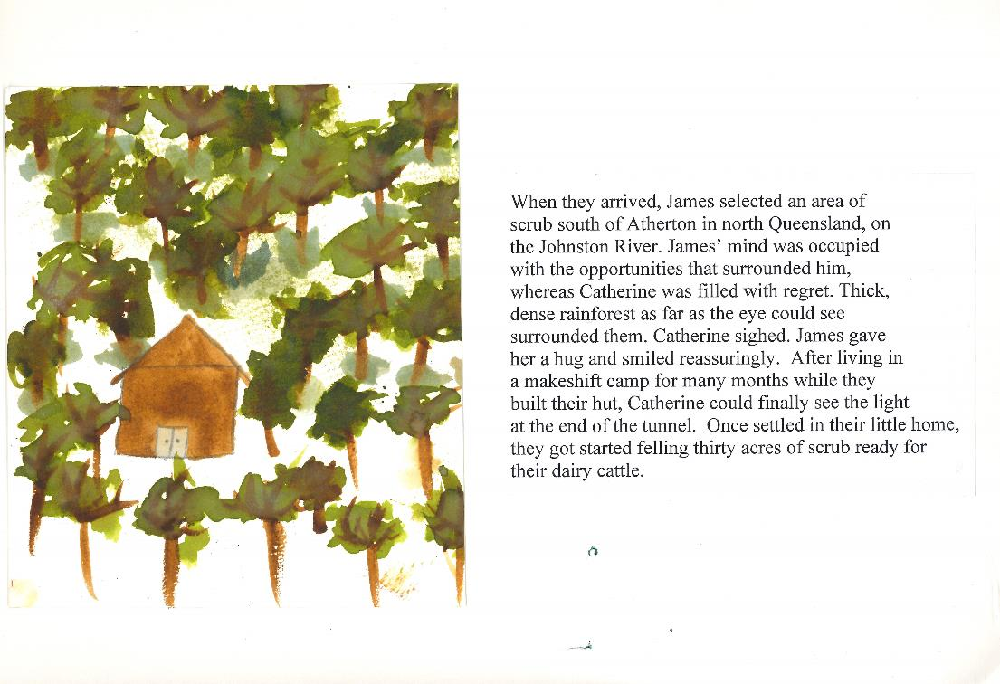 When they arrived, James selected an area of
scrub south of Atherton in north Queensland, on
the Johnston River. James’ mind was occupied
with the opportunities that surrounded him,
whereas Catherine was filled with regret. Thick,
dense rainforest as far as the eye could see
surrounded them. Catherine sighed. James gave
her a hug and smiled reassuringly.  After living in
a makeshift camp for many months while they
built their hut, Catherine could finally see the light
at the end of the tunnel.  Once settled in their little home,
they got started felling thirty acres of scrub ready for
their dairy cattle.